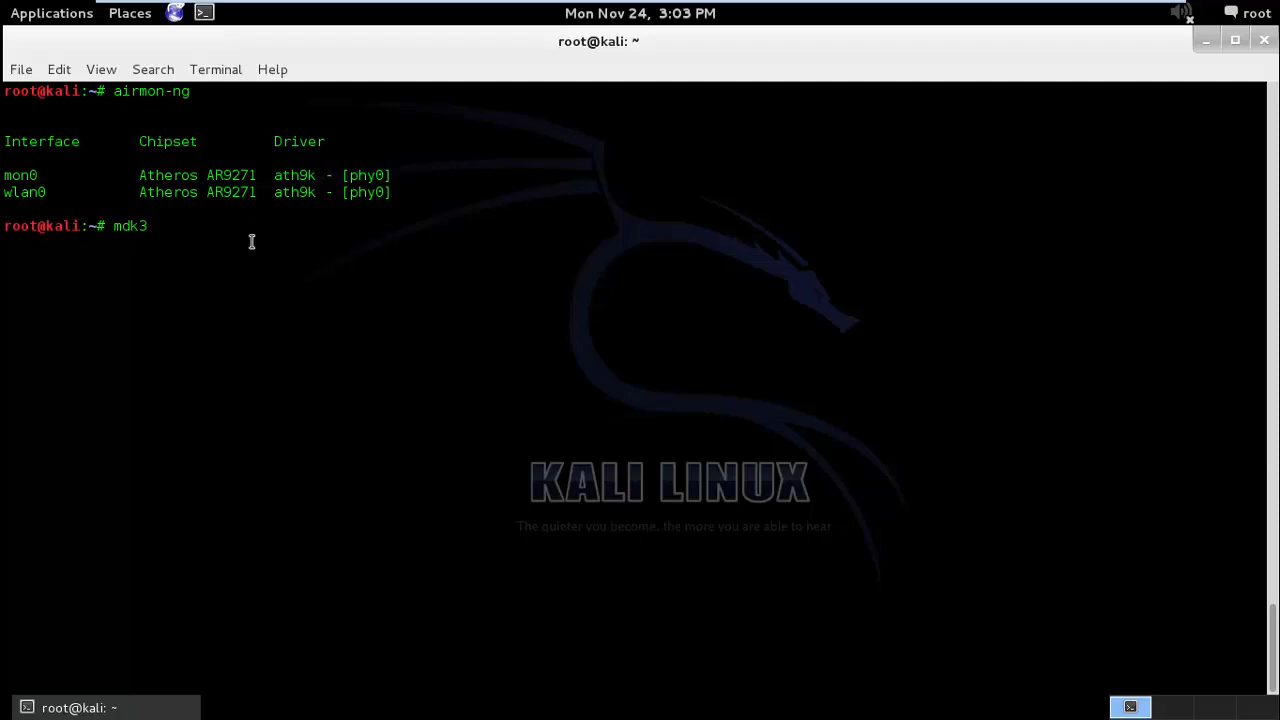 Applications Places Mon Nov 24, 3:03 PM root
root@kali: ~
File Edit View Search Terminal Help
root@kali:~# airmon-ng
Interface Chipset Driver
mon0 Atheros AR9271 ath9k - [phy0]
wlan0 Atheros AR9271 ath9k - [phy0]
root@kali:~# mdk3
KALI LINUX
The quieter you become, the more you are able to hear
root@kali: ~